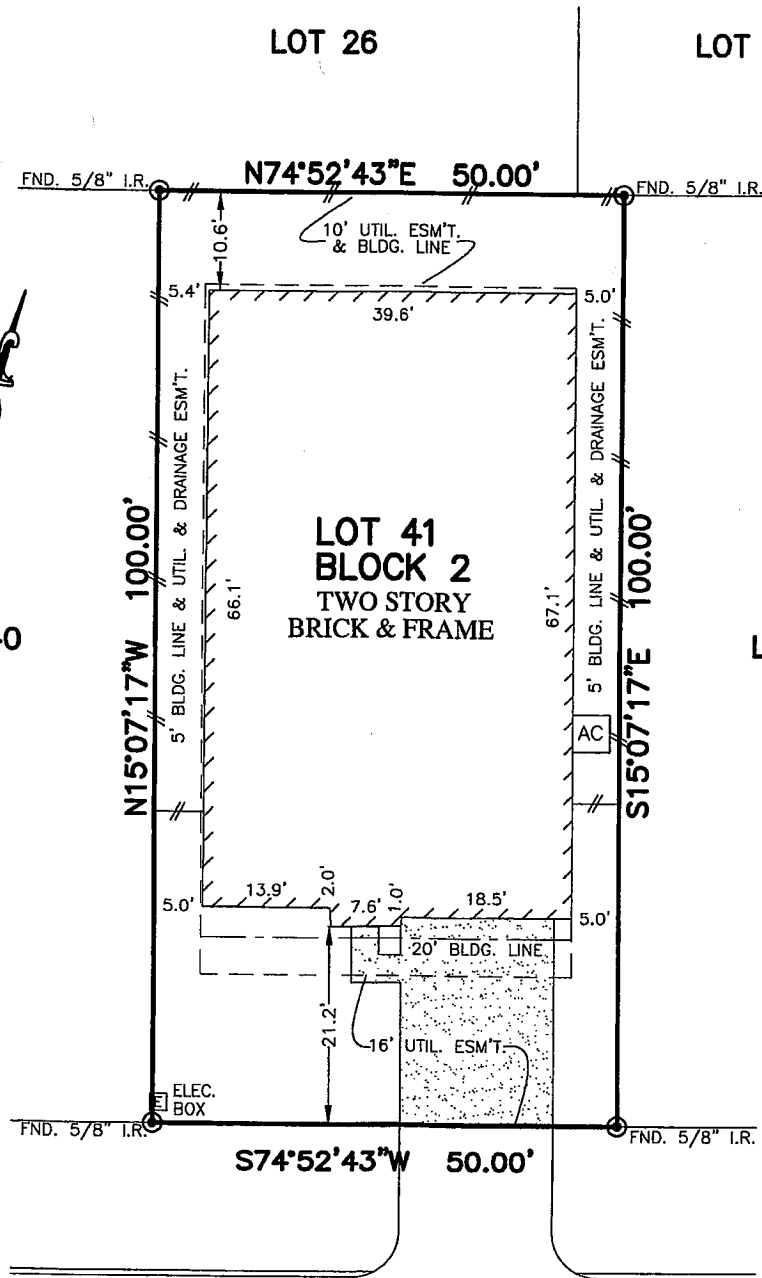 LOT 26
LOT
N74°52'43"E 50.00'
FND. 5/8" I.R.
FND. 5/8" I.R.
10' UTIL. ESM'T.
& BLDG. LINE
10.6'
5.4'
5.0'
39.6'
5' BLDG. LINE & UTIL. & DRAINAGE ESM'T.
5' BLDG. LINE & UTIL. & DRAINAGE ESM'T.
N15°07'17"W 100.00'
S15°07'17"E 100.00'
LOT 41
BLOCK 2
TWO STORY
BRICK & FRAME
66.1'
67.1'
0
L
AC
13.9'
2.0'
7.6'
1.0'
18.5'
5.0'
5.0'
20' BLDG. LINE
21.2'
16' UTIL. ESM'T.
E
ELEC.
BOX
FND. 5/8" I.R.
FND. 5/8" I.R.
S74°52'43"W 50.00'